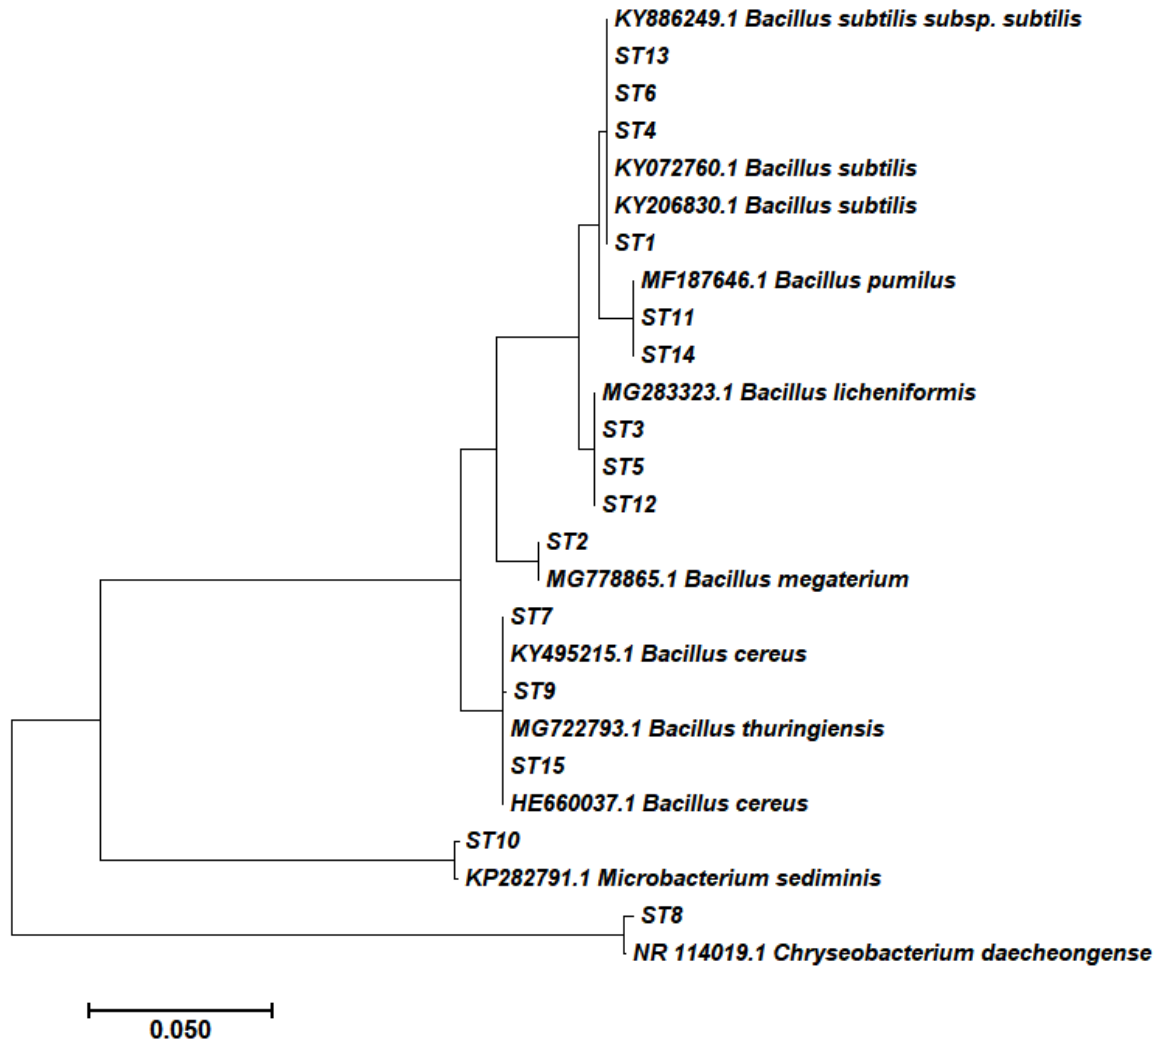 KY886249.1 Bacillus subtilis subsp. subtilis
ST13
ST6
ST4
KY072760.1 Bacillus subtilis
KY206830.1 Bacillus subtilis
ST1
MF187646.1 Bacillus pumilus
ST11
ST14
MG283323.1 Bacillus licheniformis
ST3
ST5
ST12
ST2
MG778865.1 Bacillus megaterium
ST7
KY495215.1 Bacillus cereus
ST9
MG722793.1 Bacillus thuringiensis
ST15
HE660037.1 Bacillus cereus
ST10
KP282791.1 Microbacterium sediminis
ST8
NR 114019.1 Chryseobacterium daecheongense
0.050